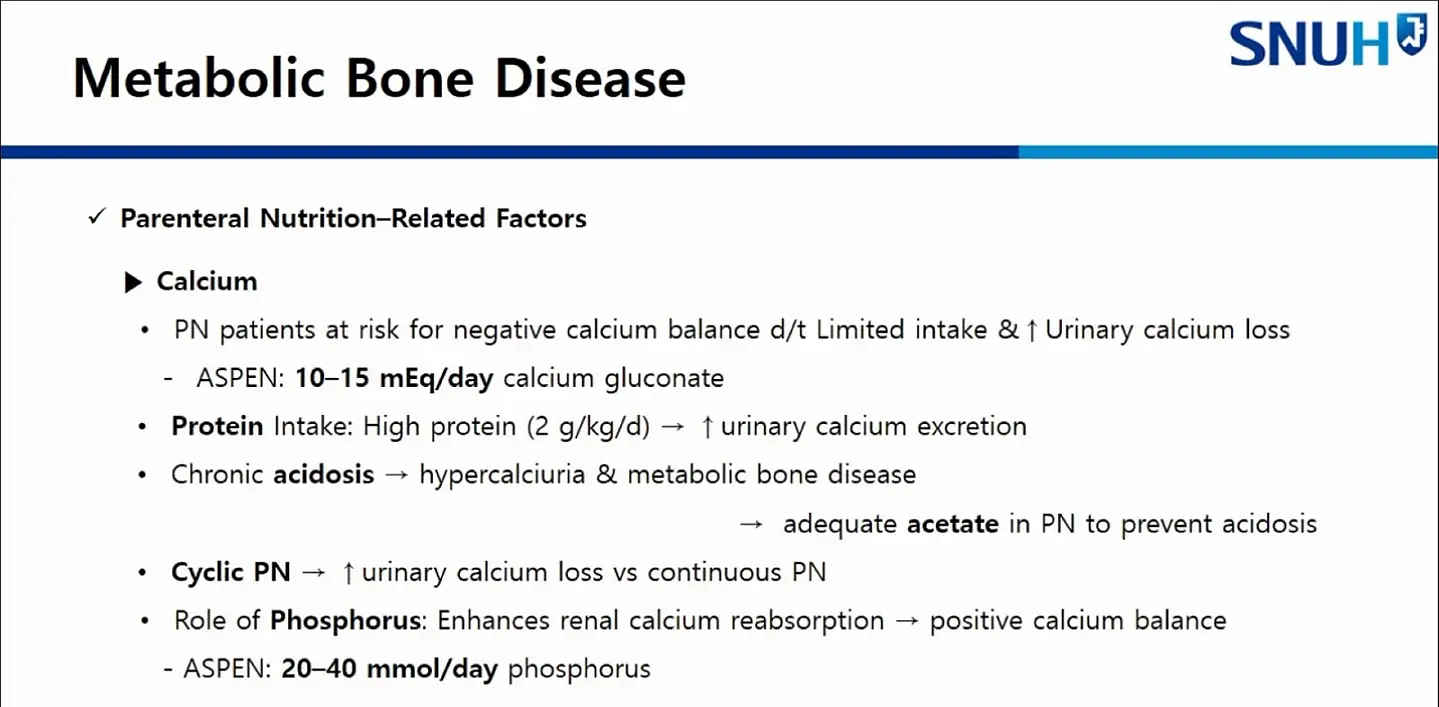 SNUH
Metabolic Bone Disease
✓ Parenteral Nutrition–Related Factors
▶ Calcium
• PN patients at risk for negative calcium balance d/t Limited intake & ↑ Urinary calcium loss
- ASPEN: 10–15 mEq/day calcium gluconate
• Protein Intake: High protein (2 g/kg/d) → ↑ urinary calcium excretion
• Chronic acidosis → hypercalciuria & metabolic bone disease
→ adequate acetate in PN to prevent acidosis
• Cyclic PN → ↑ urinary calcium loss vs continuous PN
• Role of Phosphorus: Enhances renal calcium reabsorption → positive calcium balance
- ASPEN: 20–40 mmol/day phosphorus